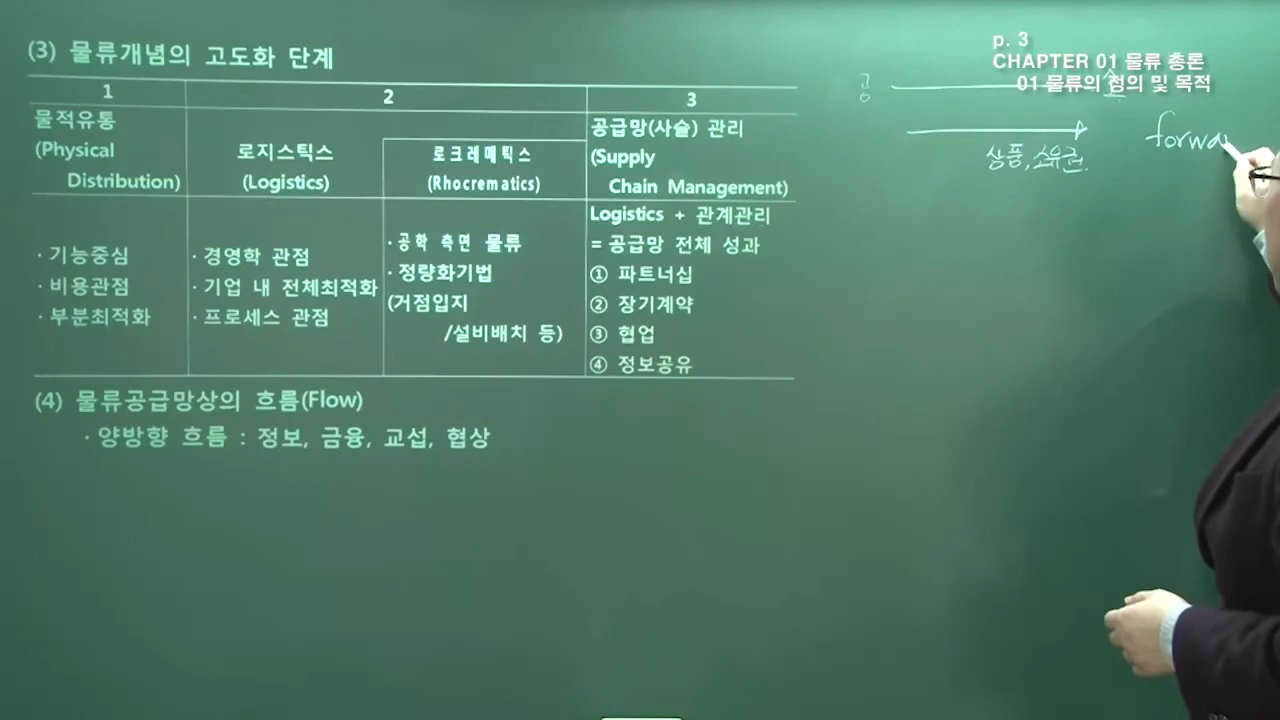 (3) 물류개념의 고도화 단계
1
2
3
물적유통
(Physical
Distribution)
로지스틱스
(Logistics)
로크레매틱스
(Rhocrematics)
공급망(사슬) 관리
(Supply
Chain Management)
· 기능중심
· 비용관점
· 부분최적화
· 경영학 관점
· 기업 내 전체최적화
· 프로세스 관점
· 공학 측면 물류
· 정량화기법
(거점입지
/설비배치 등)
Logistics + 관계관리
= 공급망 전체 성과
① 파트너십
② 장기계약
③ 협업
④ 정보공유
(4) 물류공급망상의 흐름(Flow)
· 양방향 흐름 : 정보, 금융, 교섭, 협상
p. 3
CHAPTER 01 물류 총론
01 물류의 정의 및 목적
공
상품, 소유권.
forwa